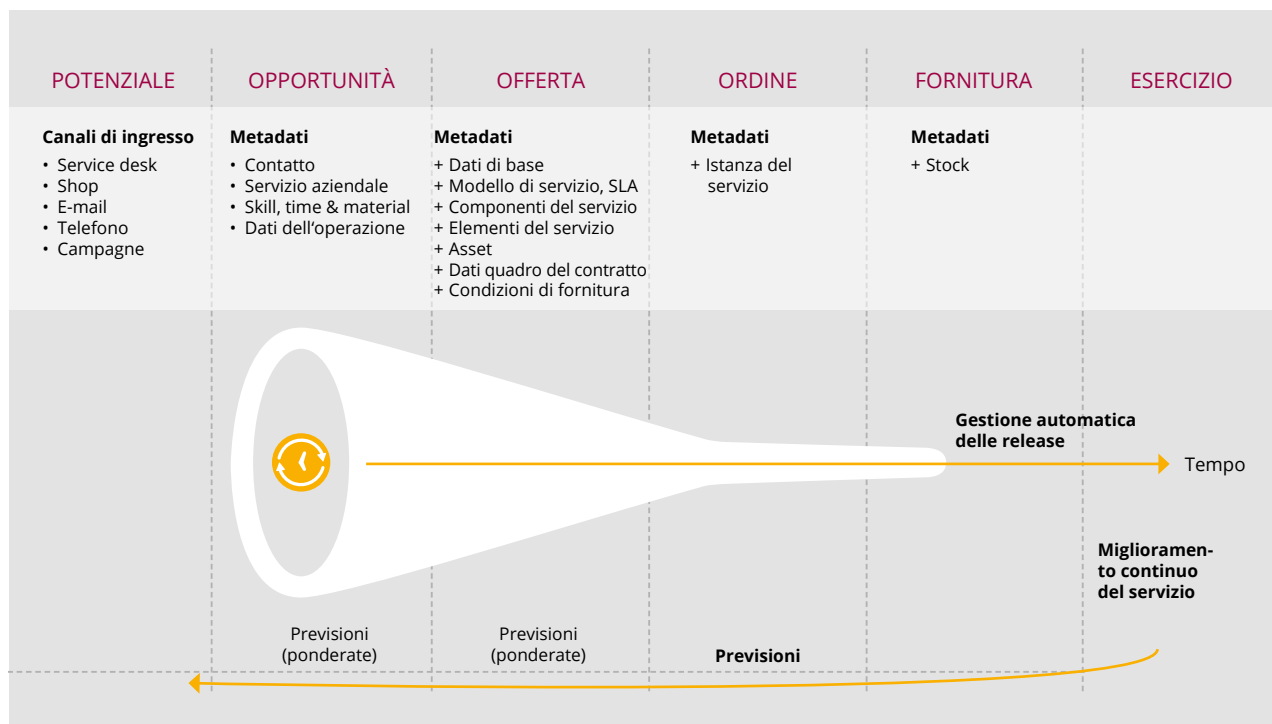 POTENZIALE
OPPORTUNITÀ
OFFERTA
ORDINE
FORNITURA
ESERCIZIO
Canali di ingresso
• Service desk
• Shop
• E-mail
• Telefono
• Campagne
Metadati
• Contatto
• Servizio aziendale
• Skill, time & material
• Dati dell‘operazione
Metadati
+ Dati di base
+ Modello di servizio, SLA
+ Componenti del servizio
+ Elementi del servizio
+ Asset
+ Dati quadro del contratto
+ Condizioni di fornitura
Metadati
+ Istanza del
servizio
Metadati
+ Stock
Gestione automatica
delle release
Tempo
Miglioramen-
to continuo
del servizio
Previsioni
(ponderate)
Previsioni
(ponderate)
Previsioni